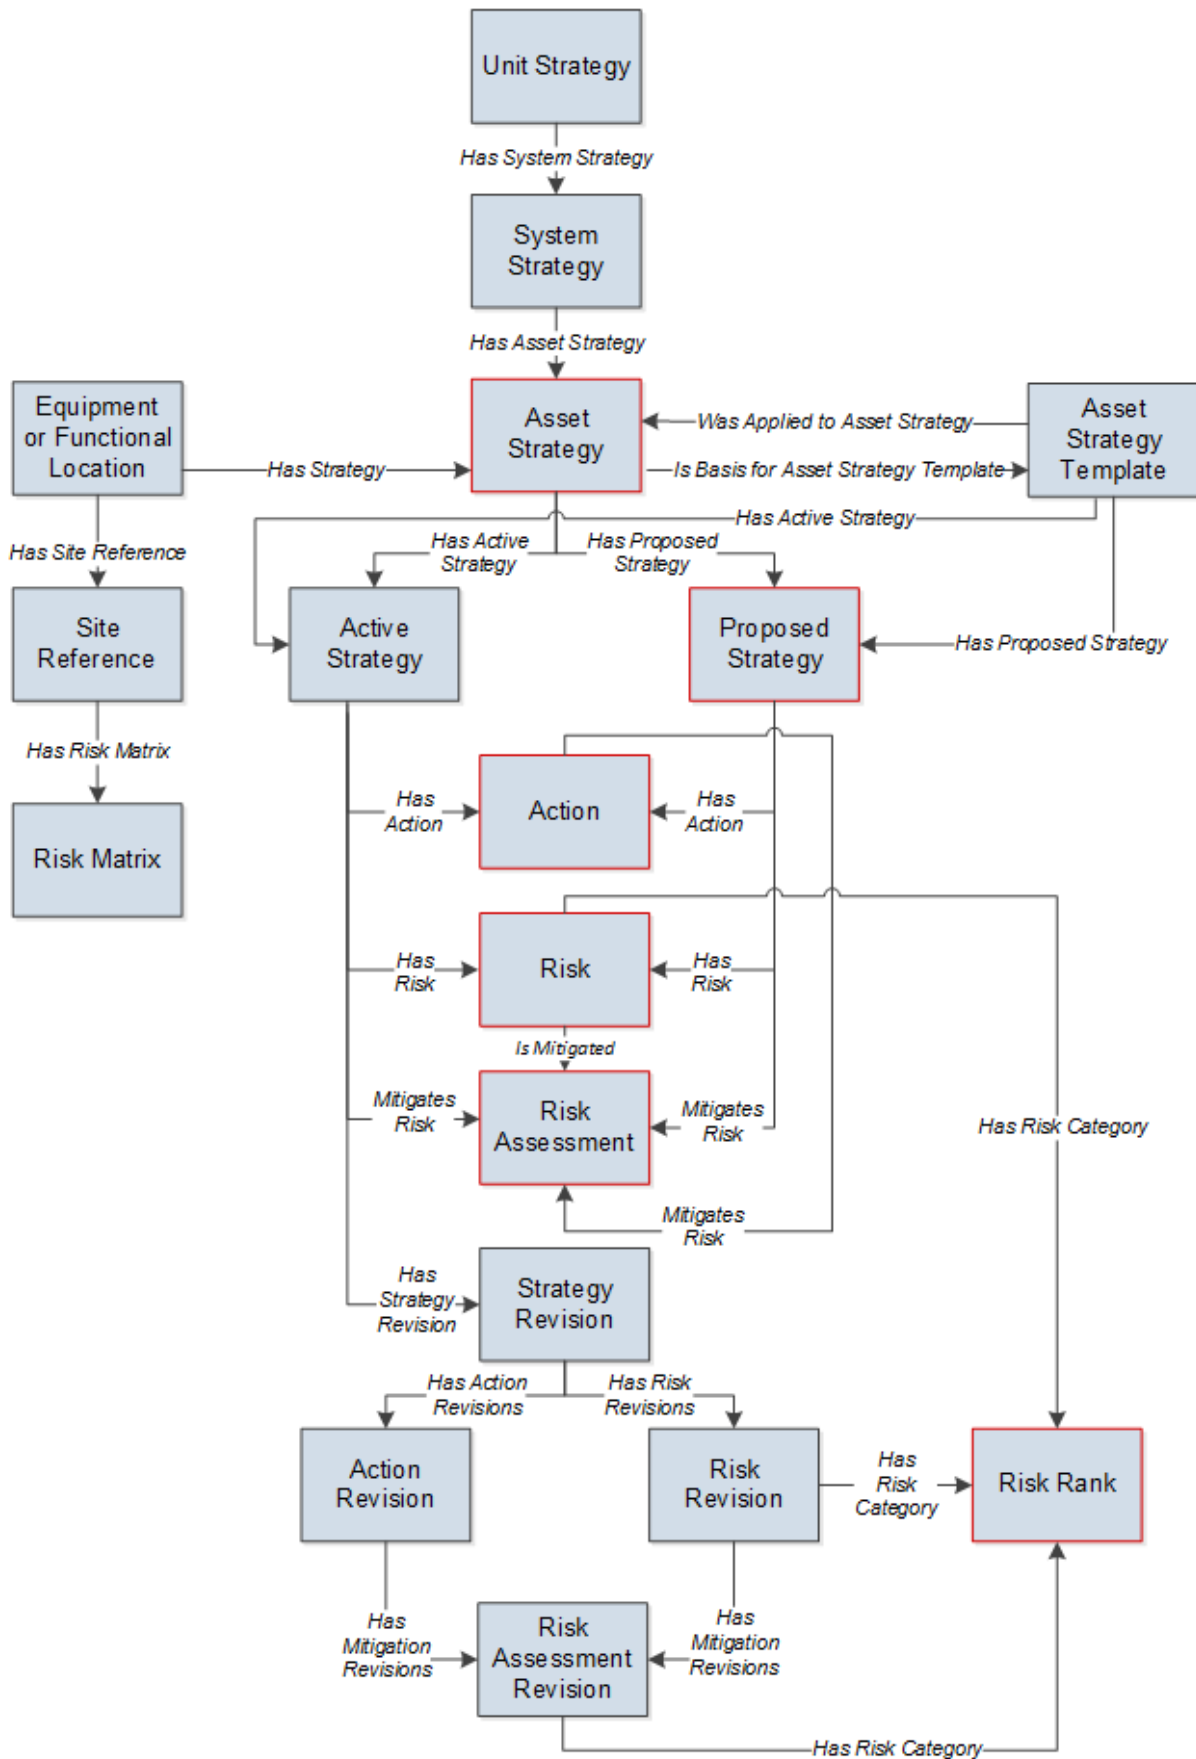 Unit Strategy
Has System Strategy
System
Strategy
Has Asset Strategy
Equipment
or Functional
Location
Asset
Strategy
Was Applied to Asset Strategy
Asset
Strategy
Template
Has Strategy
Is Basis for Asset Strategy Template
Has Active Strategy
Has Site Reference
Has Active
Strategy
Has Proposed
Strategy
Site
Reference
Active
Strategy
Proposed
Strategy
Has Proposed Strategy
Has Risk Matrix
Has
Action
Action
Has
Action
Risk Matrix
Has
Risk
Risk
Has
Risk
Is Mitigated
Mitigates
Risk
Risk
Assessment
Mitigates
Risk
Has Risk Category
Mitigates
Risk
Has
Strategy
Revision
Strategy
Revision
Has Action
Revisions
Has Risk
Revisions
Action
Revision
Risk
Revision
Has
Risk
Category
Risk Rank
Has
Mitigation
Revisions
Risk
Assessment
Revision
Has
Mitigation
Revisions
Has Risk Category